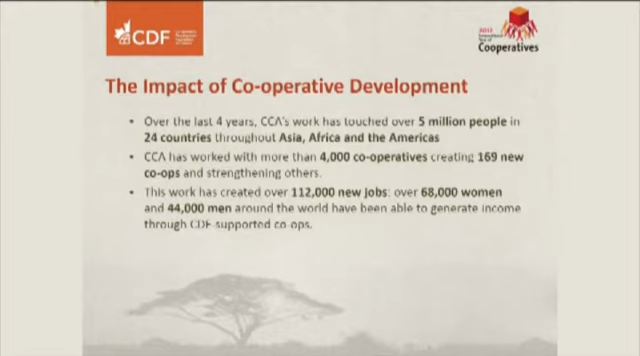 CDF
2012
International
Year of
Cooperatives
The Impact of Co-operative Development
• Over the last 4 years, CCA's work has touched over 5 million people in
24 countries throughout Asia, Africa and the Americas
• CCA has worked with more than 4,000 co-operatives creating 169 new
co-ops and strengthening others.
• This work has created over 112,000 new jobs: over 68,000 women
and 44,000 men around the world have been able to generate income
through CDF supported co-ops.